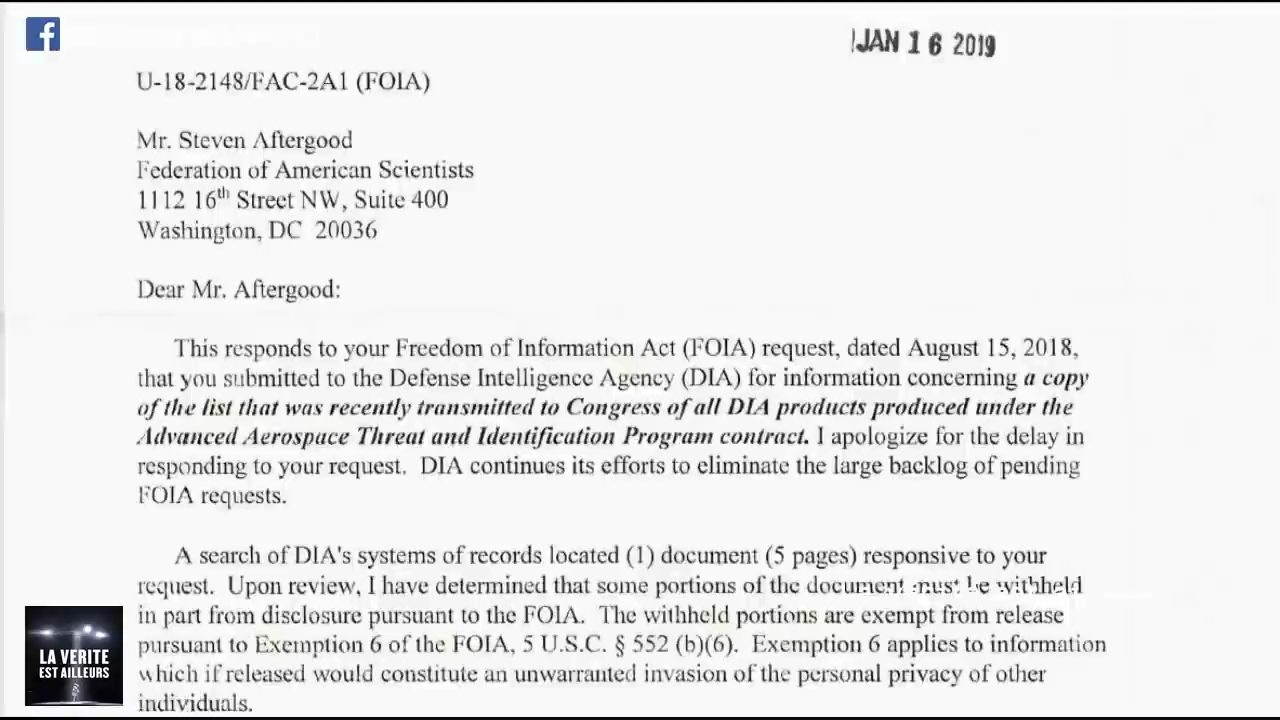 JAN 16 2019
U-18-2148/FAC-2A1 (FOIA)
Mr. Steven Aftergood
Federation of American Scientists
1112 16th Street NW, Suite 400
Washington, DC 20036
Dear Mr. Aftergood:
This responds to your Freedom of Information Act (FOIA) request, dated August 15, 2018,
that you submitted to the Defense Intelligence Agency (DIA) for information concerning a copy
of the list that was recently transmitted to Congress of all DIA products produced under the
Advanced Aerospace Threat and Identification Program contract. I apologize for the delay in
responding to your request. DIA continues its efforts to eliminate the large backlog of pending
FOIA requests.
A search of DIA's systems of records located (1) document (5 pages) responsive to your
request. Upon review, I have determined that some portions of the document must be withheld
in part from disclosure pursuant to the FOIA. The withheld portions are exempt from release
pursuant to Exemption 6 of the FOIA, 5 U.S.C. § 552 (b)(6). Exemption 6 applies to information
which if released would constitute an unwarranted invasion of the personal privacy of other
individuals.
LA VERITE
EST AILLEURS